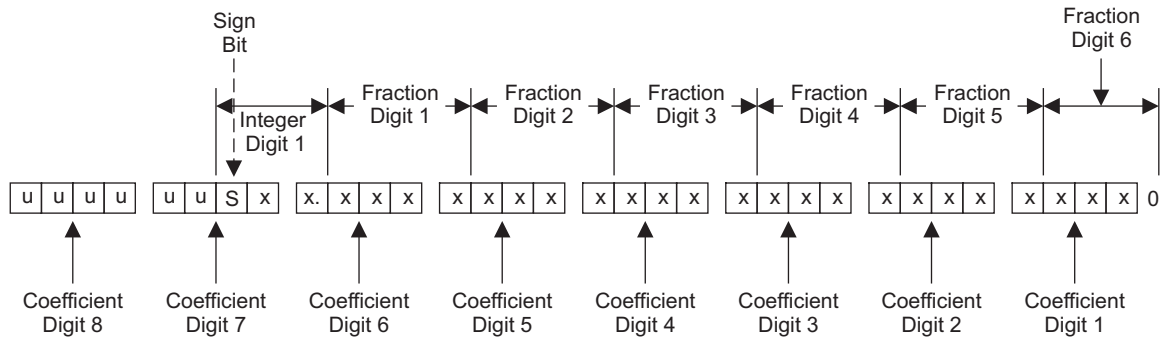 Sign
Bit
Fraction
Digit 6
Integer
Digit 1
Fraction
Digit 1
Fraction
Digit 2
Fraction
Digit 3
Fraction
Digit 4
Fraction
Digit 5
u u u u u u S x x. x x x x x x x x x x x x x x x x x x x x x x x 0
Coefficient
Digit 8
Coefficient
Digit 7
Coefficient
Digit 6
Coefficient
Digit 5
Coefficient
Digit 4
Coefficient
Digit 3
Coefficient
Digit 2
Coefficient
Digit 1